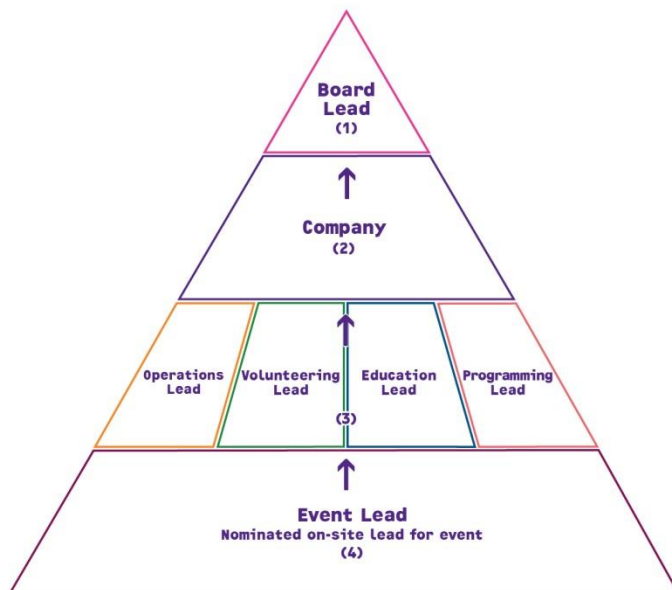 Board
Lead
(1)
Company
(2)
Operations
Lead
Volunteering
Lead
Education
Lead
Programming
Lead
(3)
Event Lead
Nominated on-site lead for event
(4)